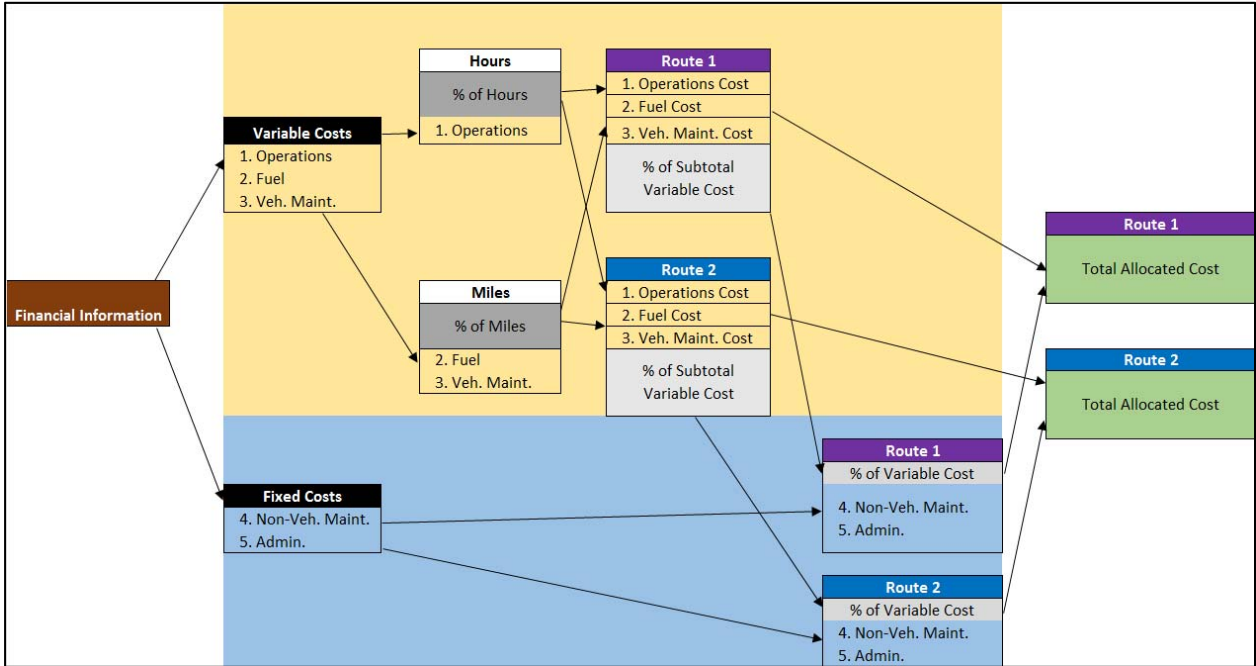 Financial Information
Variable Costs
1. Operations
2. Fuel
3. Veh. Maint.
Hours
% of Hours
1. Operations
Miles
% of Miles
2. Fuel
3. Veh. Maint.
Route 1
1. Operations Cost
2. Fuel Cost
3. Veh. Maint. Cost
% of Subtotal
Variable Cost
Route 2
1. Operations Cost
2. Fuel Cost
3. Veh. Maint. Cost
% of Subtotal
Variable Cost
Fixed Costs
4. Non-Veh. Maint.
5. Admin.
Route 1
% of Variable Cost
4. Non-Veh. Maint.
5. Admin.
Route 2
% of Variable Cost
4. Non-Veh. Maint.
5. Admin.
Route 1
Total Allocated Cost
Route 2
Total Allocated Cost